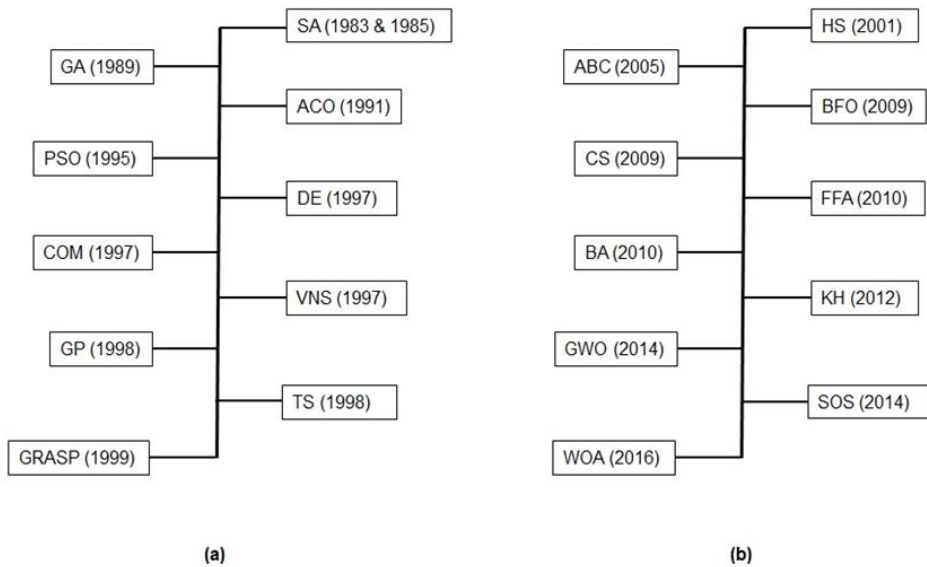 SA (1983 & 1985)
GA (1989)
ACO (1991)
PSO (1995)
DE (1997)
COM (1997)
VNS (1997)
GP (1998)
TS (1998)
GRASP (1999)
(a)
HS (2001)
ABC (2005)
BFO (2009)
CS (2009)
FFA (2010)
BA (2010)
KH (2012)
GWO (2014)
SOS (2014)
WOA (2016)
(b)